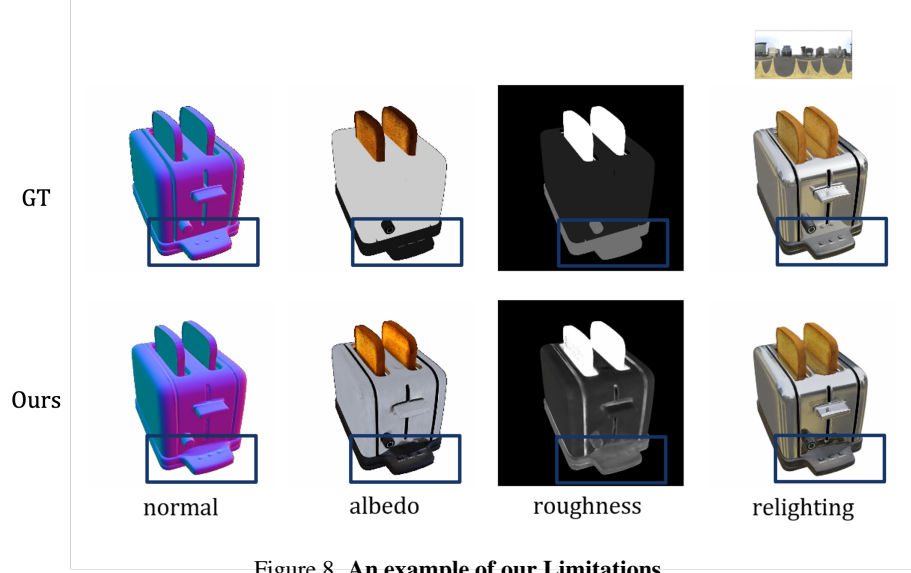 GT
Ours
normal albedo roughness relighting
Figure 8. An example of our Limitations